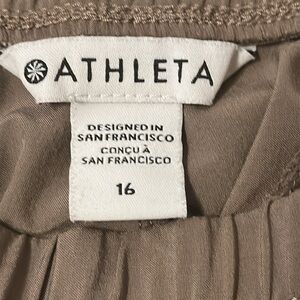 ATHLETA
DESIGNED IN
SAN FRANCISCO
CONÇU À
SAN FRANCISCO
16